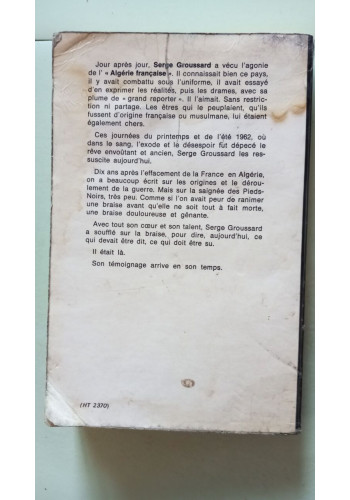 Jour après jour, Serge Groussard a vécu l'agonie
de l' « Algérie française ». Il connaissait bien ce pays,
il y avait combattu sous l'uniforme, il avait essayé
d'en exprimer les réalités, puis les drames, avec sa
plume de « grand reporter ». Il l'aimait. Sans restric-
tion ni partage. Les êtres qui le peuplaient, qu'ils
fussent d'origine française ou musulmane, lui étaient
également chers.
Ces journées du printemps et de l'été 1962, où
dans le sang, l'exode et le désespoir fut dépecé le
rêve envoûtant et ancien, Serge Groussard les res-
suscite aujourd'hui.
Dix ans après l'effacement de la France en Algérie,
on a beaucoup écrit sur les origines et le dérou-
lement de la guerre. Mais sur la saignée des Pieds-
Noirs, très peu. Comme si l'on avait peur de ranimer
une braise avant qu'elle ne soit tout à fait morte,
une braise douloureuse et gênante.
Avec tout son cœur et son talent, Serge Groussard
a soufflé sur la braise, pour dire, aujourd'hui, ce
qui devait être dit, ce qui doit être su.
Il était là.
Son témoignage arrive en son temps.
(HT 2370)